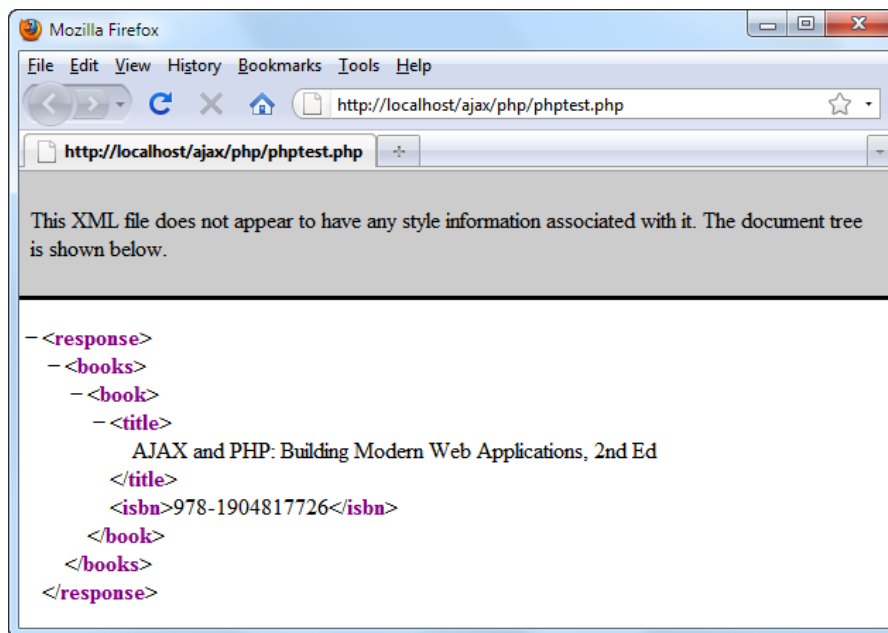 Mozilla Firefox
File Edit View History Bookmarks Tools Help
http://localhost/ajax/php/phptest.php
http://localhost/ajax/php/phptest.php
This XML file does not appear to have any style information associated with it. The document tree
is shown below.
− <response>
− <books>
− <book>
− <title>
AJAX and PHP: Building Modern Web Applications, 2nd Ed
</title>
<isbn>978-1904817726</isbn>
</book>
</books>
</response>